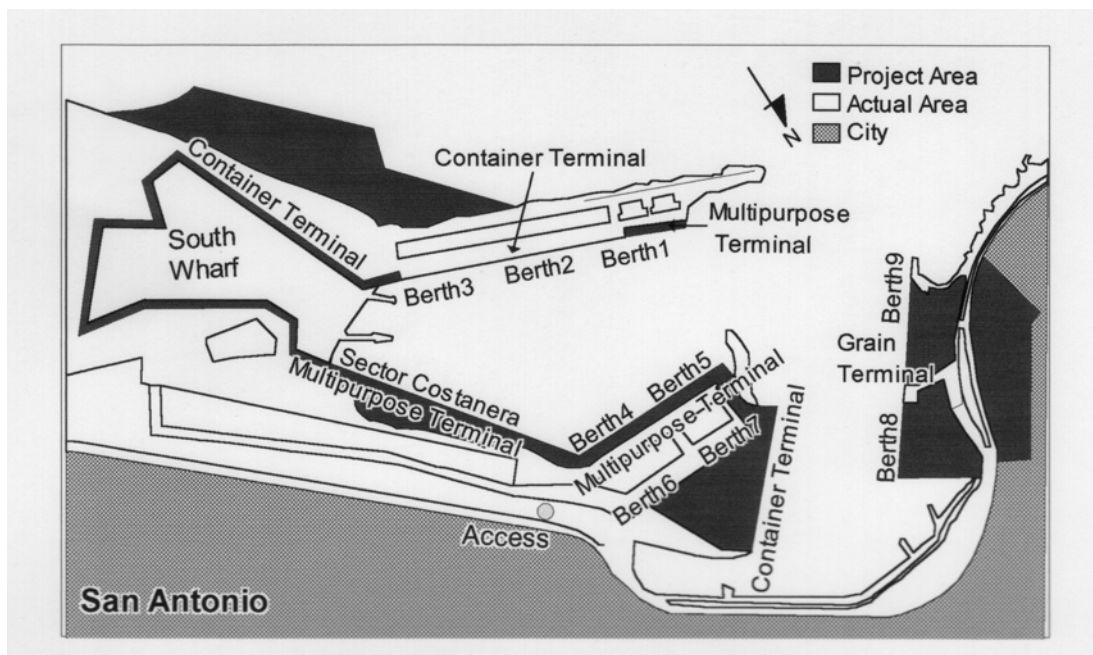 Project Area
Actual Area
City
N
Container Terminal
Container Terminal
South
Wharf
Multipurpose
Terminal
Berth1
Berth2
Berth3
Berth9
Grain
Terminal
Berth8
Sector Costanera
Multipurpose Terminal
Berth5
Berth4
Multipurpose-Terminal
Berth7
Berth6
Container Terminal
Access
San Antonio